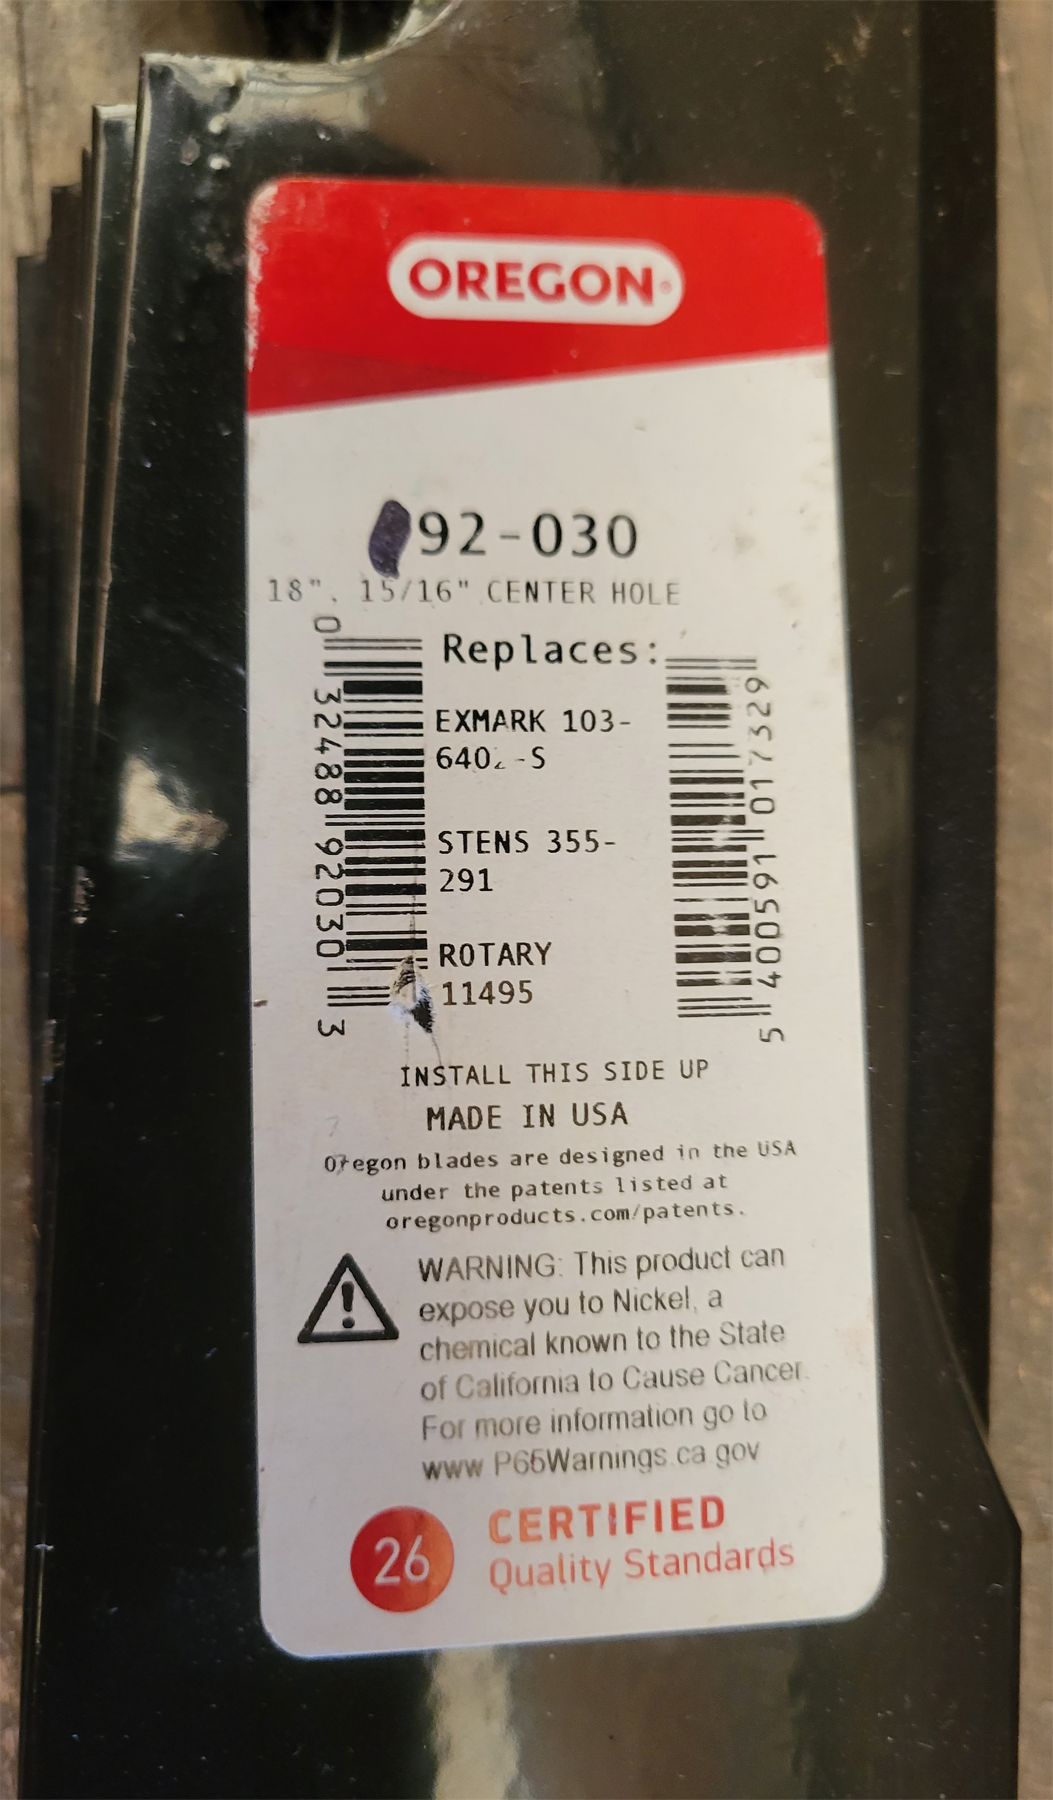 OREGON®
92-030
18", 15/16" CENTER HOLE
Replaces:
EXMARK 103-
STENS 355-
291
ROTARY
11495
0 32488 92030 3
5 400591 017329
INSTALL THIS SIDE UP
MADE IN USA
Oregon blades are designed in the USA
under the patents listed at
oregonproducts.com/patents.
WARNING: This product can
expose you to Nickel, a
chemical known to the State
of California to Cause Cancer.
For more information go to
www.P65Warnings.ca.gov
26
CERTIFIED
Quality Standards